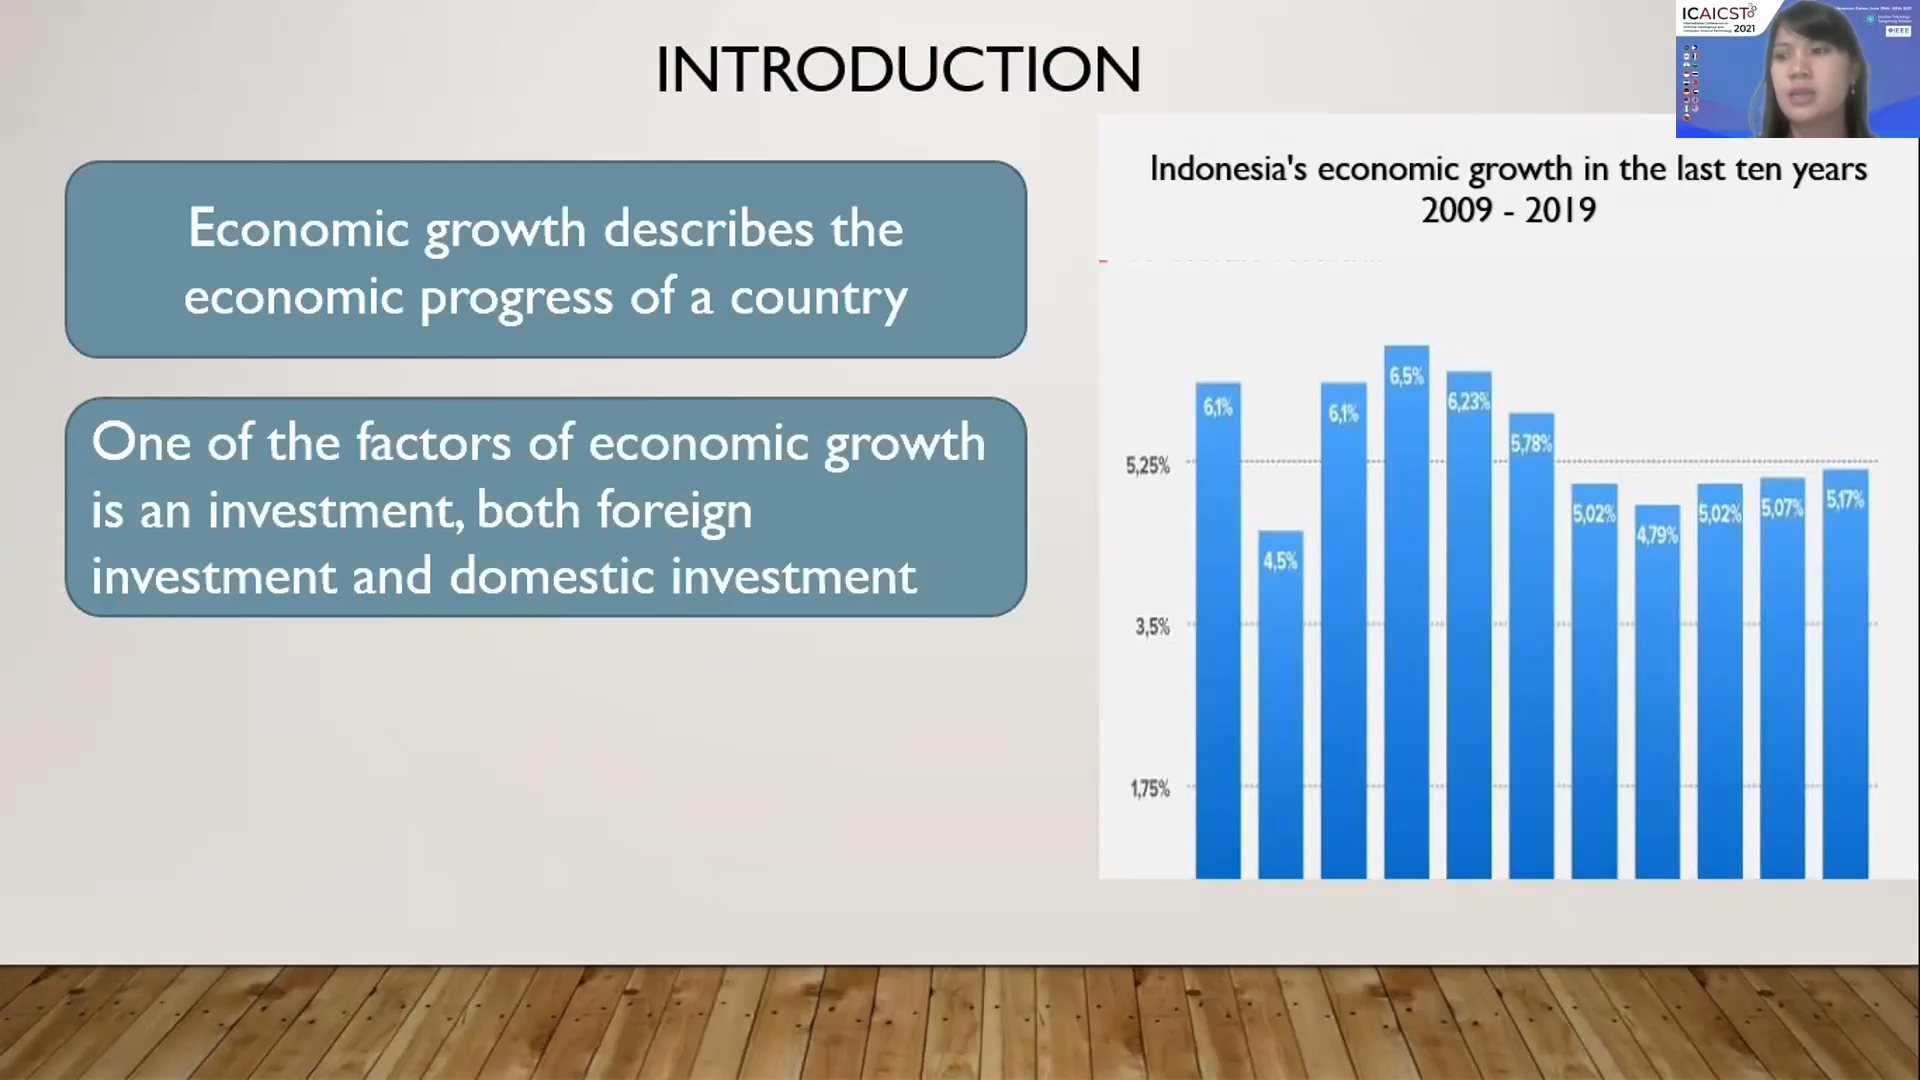 INTRODUCTION
ICAICST
2021
IEEE
Economic growth describes the
economic progress of a country
One of the factors of economic growth
is an investment, both foreign
investment and domestic investment
Indonesia's economic growth in the last ten years
2009 - 2019
6,1%
4,5%
6,1%
6,5%
6,23%
5,78%
5,02%
4,79%
5,02%
5,07%
5,17%
5,25%
3,5%
1,75%